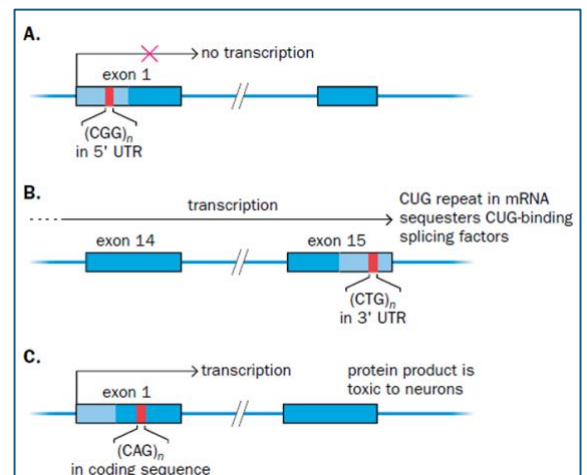 A.
no transcription
exon 1
(CGG)n
in 5' UTR
B.
transcription
CUG repeat in mRNA
sequesters CUG-binding
splicing factors
exon 14
exon 15
(CTG)n
in 3' UTR
C.
transcription
protein product is
toxic to neurons
exon 1
(CAG)n
in coding sequence